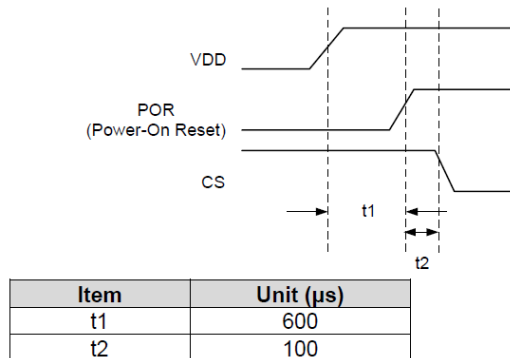 VDD
POR
(Power-On Reset)
CS
t1
t2
Item Unit (µs)
t1 600
t2 100